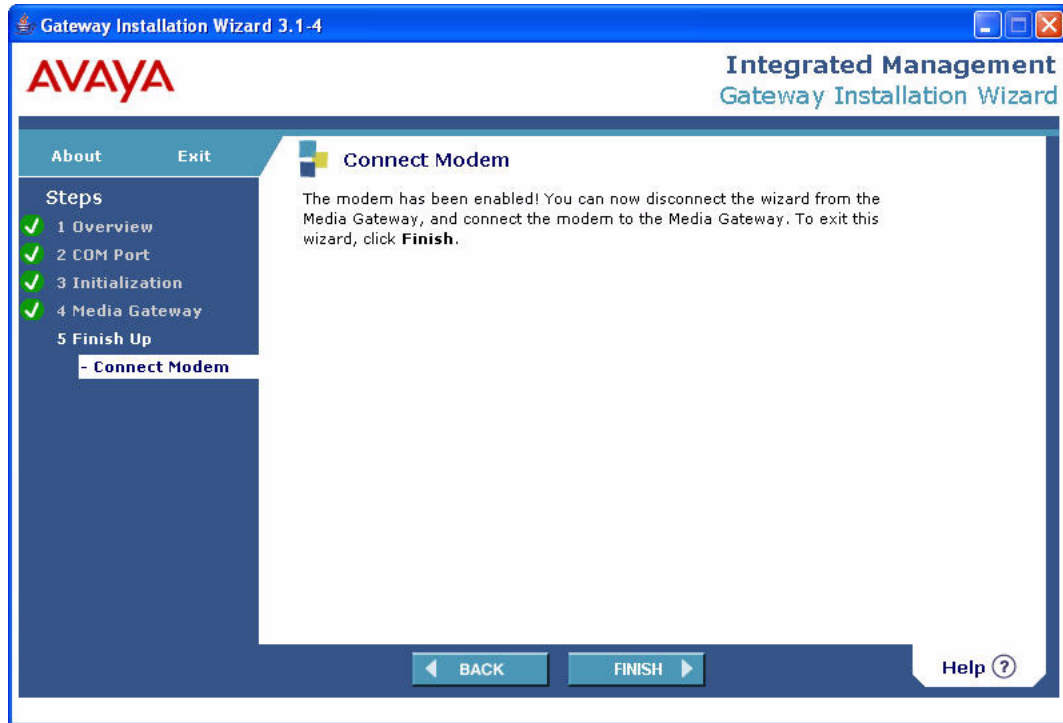 Gateway Installation Wizard 3.1-4
AVAYA
Integrated Management
Gateway Installation Wizard
About Exit
Steps
1 Overview
2 COM Port
3 Initialization
4 Media Gateway
5 Finish Up
- Connect Modem
Connect Modem
The modem has been enabled! You can now disconnect the wizard from the
Media Gateway, and connect the modem to the Media Gateway. To exit this
wizard, click Finish.
BACK
FINISH
Help ?